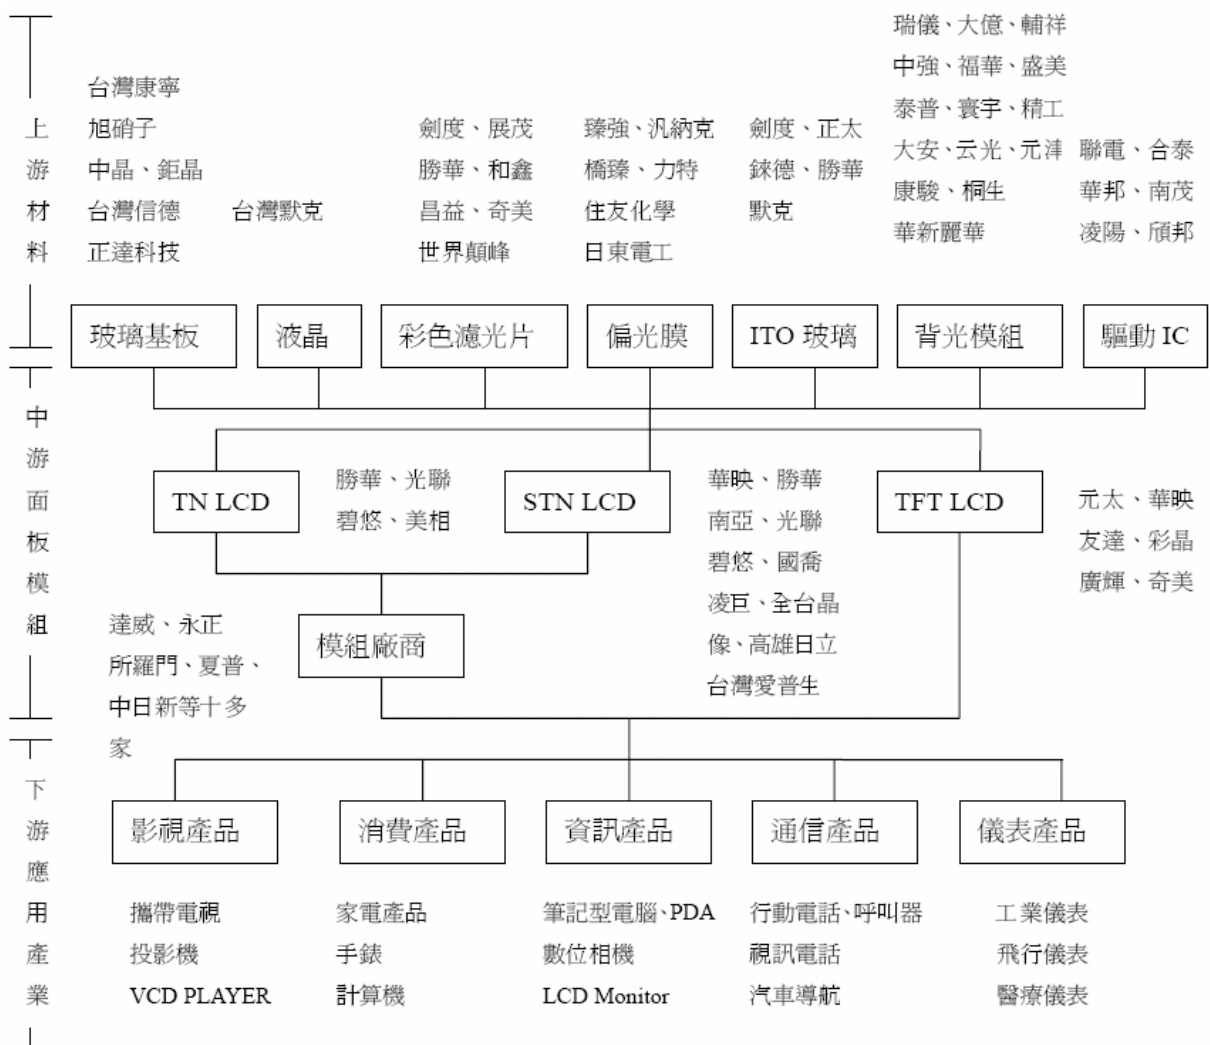 上游材料
台灣康寧
旭硝子
中晶、鉅晶
台灣信德
正達科技
台灣默克
劍度、展茂
勝華、和鑫
昌益、奇美
世界顛峰
臻強、汎納克
橋臻、力特
住友化學
日東電工
劍度、正太
錸德、勝華
默克
瑞儀、大億、輔祥
中強、福華、盛美
泰普、寰宇、精工
大安、云光、元津
康駿、桐生
華新麗華
聯電、合泰
華邦、南茂
凌陽、頎邦
玻璃基板
液晶
彩色濾光片
偏光膜
ITO 玻璃
背光模組
驅動 IC
中游面板模組
TN LCD
勝華、光聯
碧悠、美相
STN LCD
華映、勝華
南亞、光聯
碧悠、國喬
凌巨、全台晶
像、高雄日立
台灣愛普生
TFT LCD
元太、華映
友達、彩晶
廣輝、奇美
達威、永正
所羅門、夏普、
中日新等十多
家
模組廠商
下游應用產業
影視產品
消費產品
資訊產品
通信產品
儀表產品
攜帶電視
投影機
VCD PLAYER
家電產品
手錶
計算機
筆記型電腦、PDA
數位相機
LCD Monitor
行動電話、呼叫器
視訊電話
汽車導航
工業儀表
飛行儀表
醫療儀表